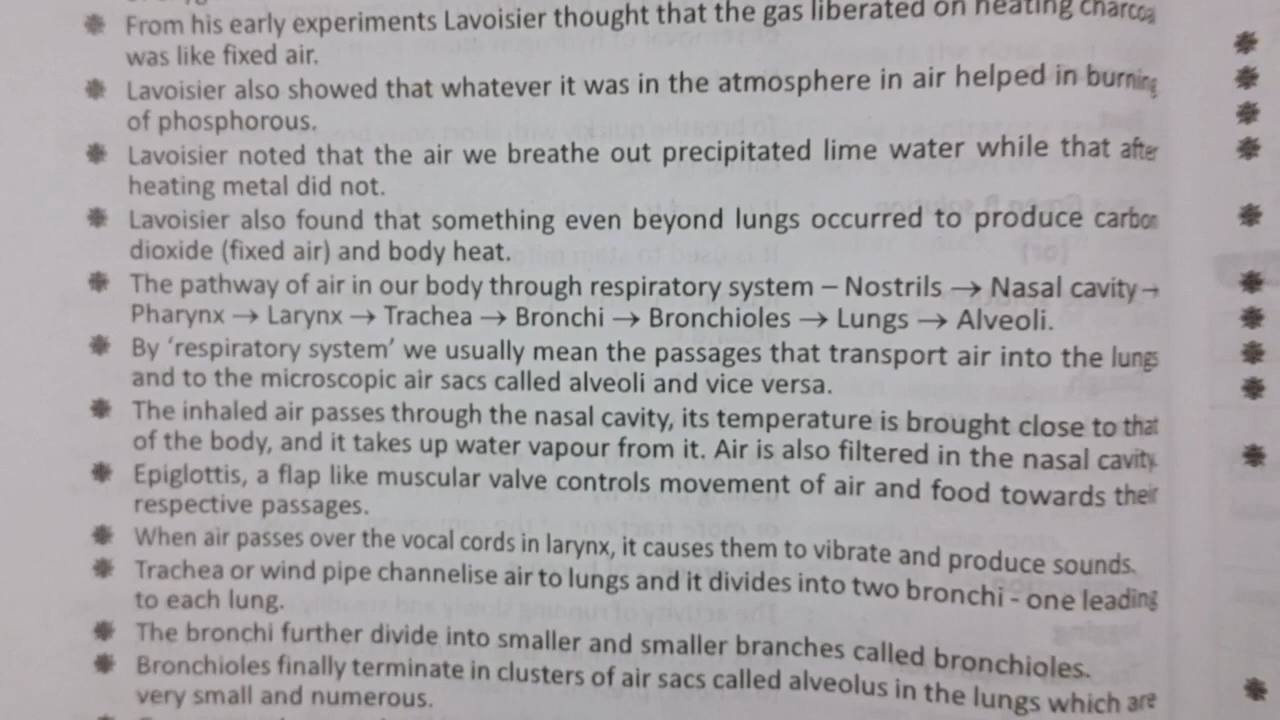 ✵ From his early experiments Lavoisier thought that the gas liberated on heating
was like fixed air.
✵ Lavoisier also showed that whatever it was in the atmosphere in air helped in burning
of phosphorous.
✵ Lavoisier noted that the air we breathe out precipitated lime water while that after
heating metal did not.
✵ Lavoisier also found that something even beyond lungs occurred to produce carbon
dioxide (fixed air) and body heat.
✵ The pathway of air in our body through respiratory system – Nostrils → Nasal cavity →
Pharynx → Larynx → Trachea → Bronchi → Bronchioles → Lungs → Alveoli.
✵ By ‘respiratory system’ we usually mean the passages that transport air into the lungs
and to the microscopic air sacs called alveoli and vice versa.
✵ The inhaled air passes through the nasal cavity, its temperature is brought close to that
of the body, and it takes up water vapour from it. Air is also filtered in the nasal cavity.
✵ Epiglottis, a flap like muscular valve controls movement of air and food towards their
respective passages.
✵ When air passes over the vocal cords in larynx, it causes them to vibrate and produce sounds.
✵ Trachea or wind pipe channelise air to lungs and it divides into two bronchi - one leading
to each lung.
✵ The bronchi further divide into smaller and smaller branches called bronchioles.
✵ Bronchioles finally terminate in clusters of air sacs called alveolus in the lungs which are
very small and numerous.